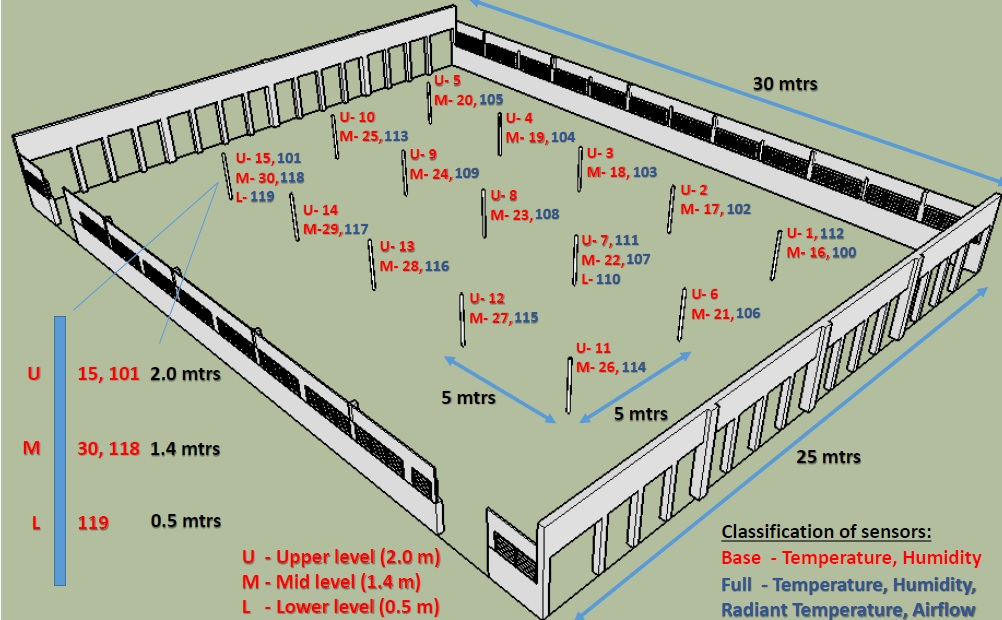 30 mtrs
U- 5
M- 20, 105
U- 10
M- 25, 113
U- 4
M- 19, 104
U- 15, 101
M- 30, 118
L- 119
U- 9
M- 24, 109
U- 3
M- 18, 103
U- 14
M-29, 117
U- 8
M- 23, 108
U- 2
M- 17, 102
U- 13
M- 28, 116
U- 7, 111
M- 22, 107
L- 110
U- 1, 112
M- 16, 100
U- 12
M- 27, 115
U- 6
M- 21, 106
U- 11
M- 26, 114
5 mtrs
5 mtrs
25 mtrs
U 15, 101 2.0 mtrs
M 30, 118 1.4 mtrs
L 119 0.5 mtrs
U - Upper level (2.0 m)
M - Mid level (1.4 m)
L - Lower level (0.5 m)
Classification of sensors:
Base - Temperature, Humidity
Full - Temperature, Humidity,
Radiant Temperature, Airflow